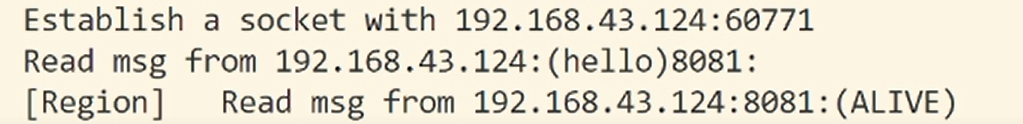 Establish a socket with 192.168.43.124:60771
Read msg from 192.168.43.124:(hello)8081:
[Region]   Read msg from 192.168.43.124:8081:(ALIVE)